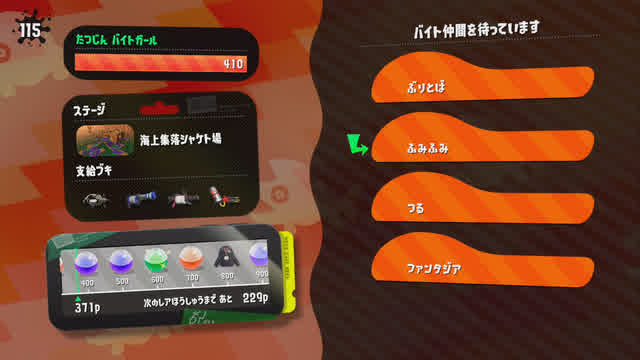 115
たつじん バイトガール
410
ステージ
海上集落シャケト場
支給ブキ
400 500 600 700 800 900
371p 次のレアほうしゅうまで あと 229p
バイト仲間を待っています
ぶりとば
ふみふみ
つる
ファンタジア